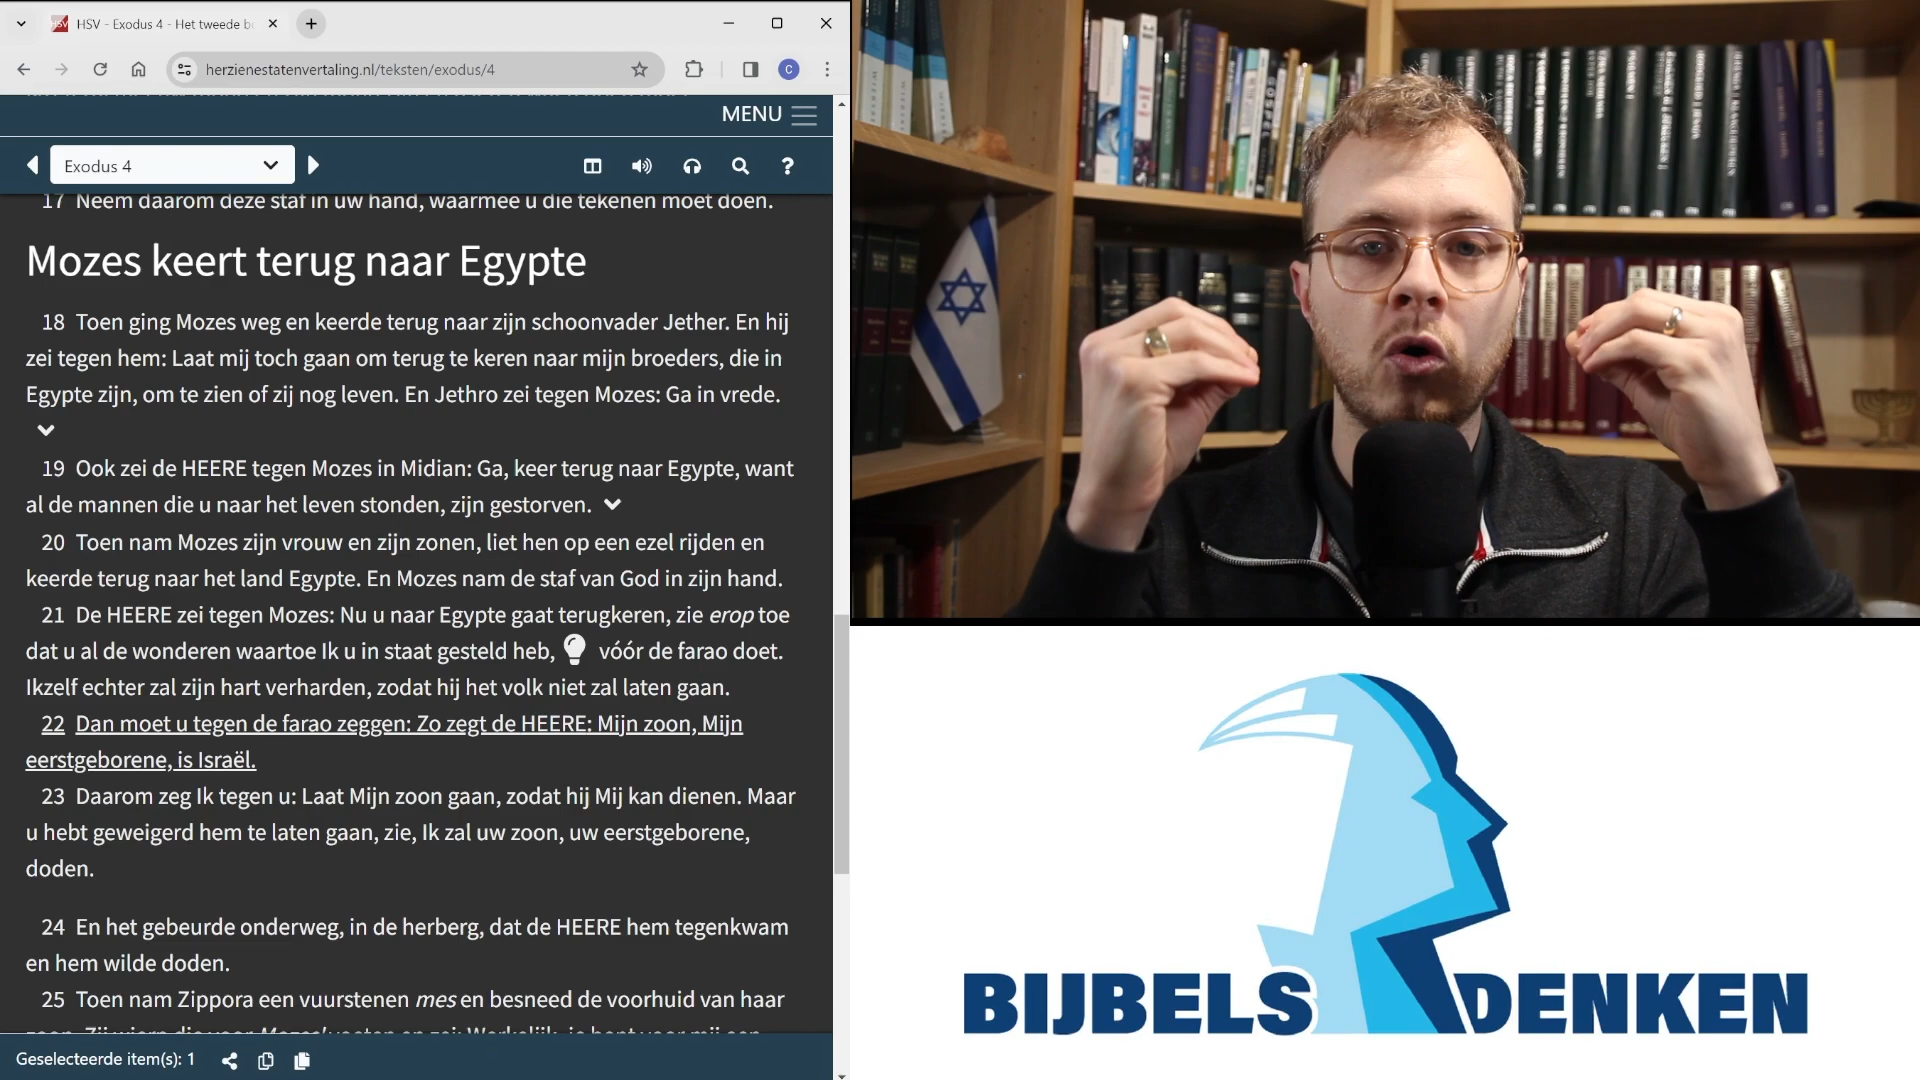 HSV - Exodus 4 - Het tweede b
herzienestatenvertaling.nl/teksten/exodus/4
C
MENU
Exodus 4
?
17 Neem daarom deze staf in uw hand, waarmee u die tekenen moet doen.
Mozes keert terug naar Egypte
18 Toen ging Mozes weg en keerde terug naar zijn schoonvader Jether. En hij
zei tegen hem: Laat mij toch gaan om terug te keren naar mijn broeders, die in
Egypte zijn, om te zien of zij nog leven. En Jethro zei tegen Mozes: Ga in vrede.
19 Ook zei de HEERE tegen Mozes in Midian: Ga, keer terug naar Egypte, want
al de mannen die u naar het leven stonden, zijn gestorven.
20 Toen nam Mozes zijn vrouw en zijn zonen, liet hen op een ezel rijden en
keerde terug naar het land Egypte. En Mozes nam de staf van God in zijn hand.
21 De HEERE zei tegen Mozes: Nu u naar Egypte gaat terugkeren, zie erop toe
dat u al de wonderen waartoe Ik u in staat gesteld heb, vóór de farao doet.
Ikzelf echter zal zijn hart verharden, zodat hij het volk niet zal laten gaan.
22 Dan moet u tegen de farao zeggen: Zo zegt de HEERE: Mijn zoon, Mijn
eerstgeborene, is Israël.
23 Daarom zeg Ik tegen u: Laat Mijn zoon gaan, zodat hij Mij kan dienen. Maar
u hebt geweigerd hem te laten gaan, zie, Ik zal uw zoon, uw eerstgeborene,
doden.
24 En het gebeurde onderweg, in de herberg, dat de HEERE hem tegenkwam
en hem wilde doden.
25 Toen nam Zippora een vuurstenen mes en besneed de voorhuid van haar
Geselecteerde item(s): 1
BIJBELS DENKEN